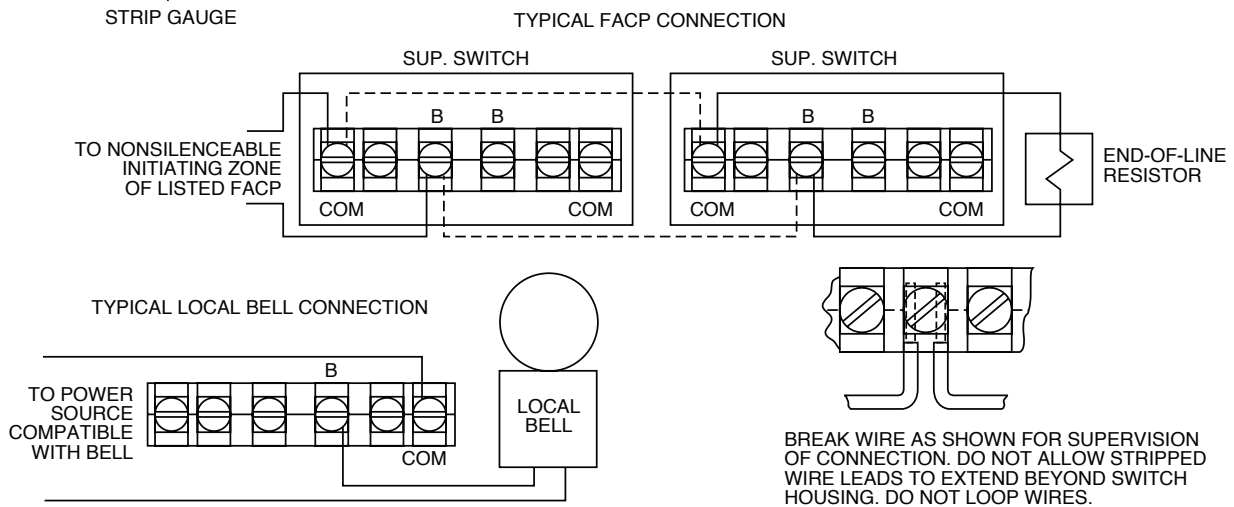 STRIP GAUGE
TYPICAL FACP CONNECTION
SUP. SWITCH
SUP. SWITCH
B B
B B
TO NONSILENCEABLE
INITIATING ZONE
OF LISTED FACP
COM COM
COM COM
END-OF-LINE
RESISTOR
TYPICAL LOCAL BELL CONNECTION
B
TO POWER
SOURCE
COMPATIBLE
WITH BELL
COM
LOCAL
BELL
BREAK WIRE AS SHOWN FOR SUPERVISION
OF CONNECTION. DO NOT ALLOW STRIPPED
WIRE LEADS TO EXTEND BEYOND SWITCH
HOUSING. DO NOT LOOP WIRES.